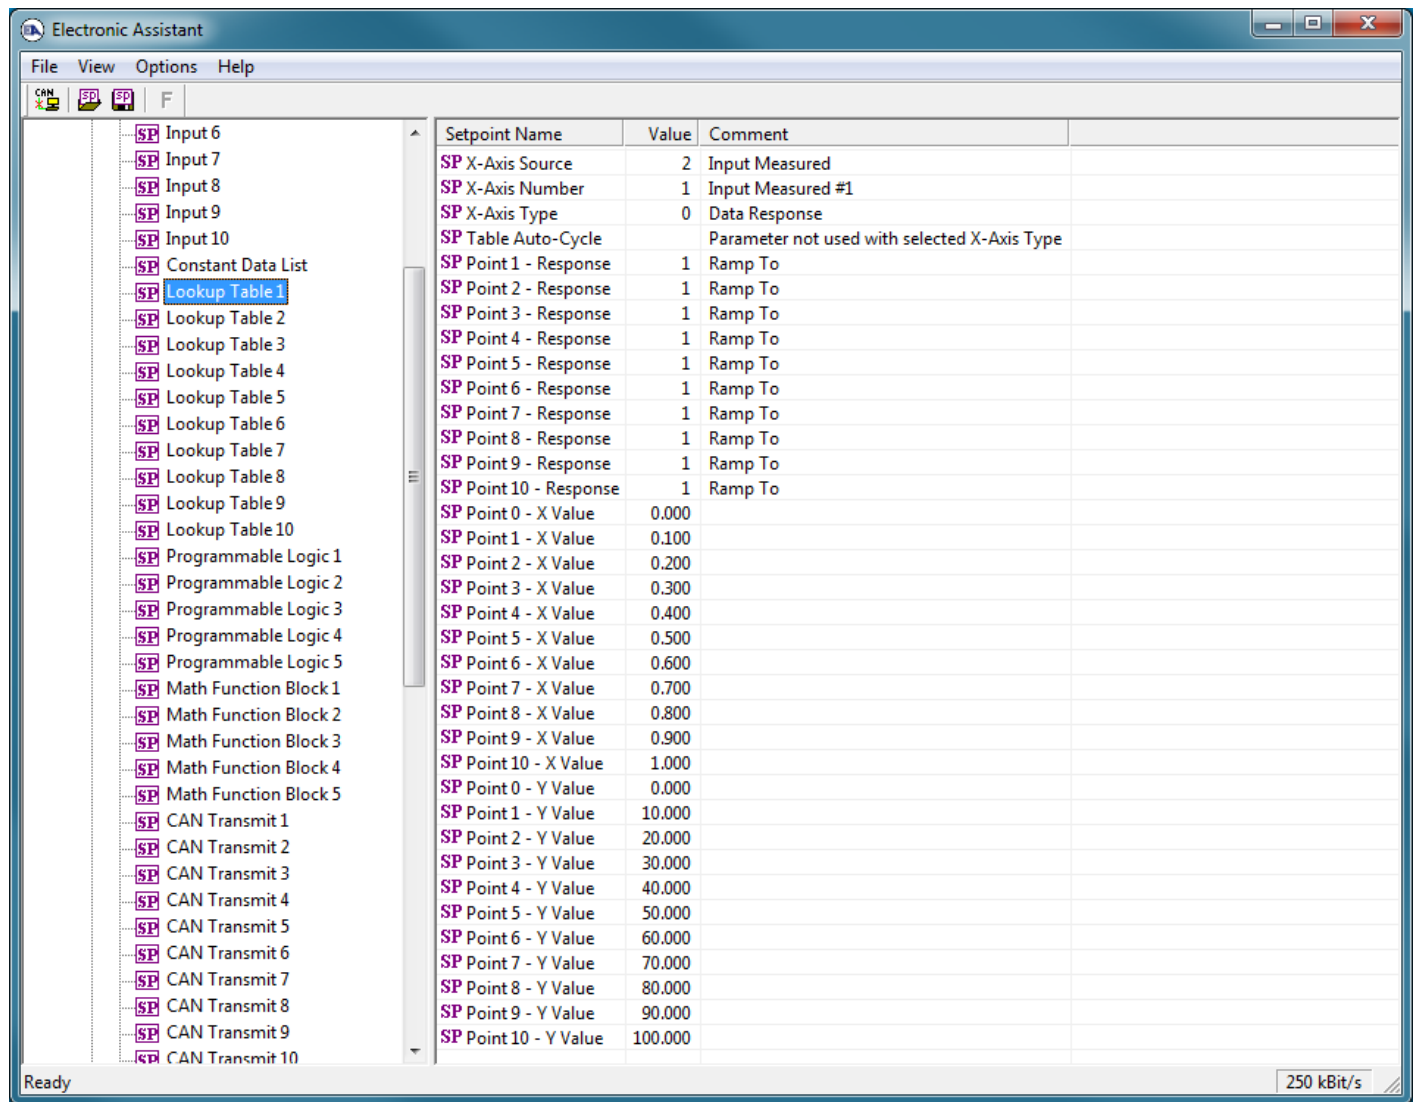 Electronic Assistant
File View Options Help
CAN SP SP F
SP Input 6
SP Input 7
SP Input 8
SP Input 9
SP Input 10
SP Constant Data List
SP Lookup Table 1
SP Lookup Table 2
SP Lookup Table 3
SP Lookup Table 4
SP Lookup Table 5
SP Lookup Table 6
SP Lookup Table 7
SP Lookup Table 8
SP Lookup Table 9
SP Lookup Table 10
SP Programmable Logic 1
SP Programmable Logic 2
SP Programmable Logic 3
SP Programmable Logic 4
SP Programmable Logic 5
SP Math Function Block 1
SP Math Function Block 2
SP Math Function Block 3
SP Math Function Block 4
SP Math Function Block 5
SP CAN Transmit 1
SP CAN Transmit 2
SP CAN Transmit 3
SP CAN Transmit 4
SP CAN Transmit 5
SP CAN Transmit 6
SP CAN Transmit 7
SP CAN Transmit 8
SP CAN Transmit 9
SP CAN Transmit 10
Setpoint Name Value Comment
SP X-Axis Source 2 Input Measured
SP X-Axis Number 1 Input Measured #1
SP X-Axis Type 0 Data Response
SP Table Auto-Cycle Parameter not used with selected X-Axis Type
SP Point 1 - Response 1 Ramp To
SP Point 2 - Response 1 Ramp To
SP Point 3 - Response 1 Ramp To
SP Point 4 - Response 1 Ramp To
SP Point 5 - Response 1 Ramp To
SP Point 6 - Response 1 Ramp To
SP Point 7 - Response 1 Ramp To
SP Point 8 - Response 1 Ramp To
SP Point 9 - Response 1 Ramp To
SP Point 10 - Response 1 Ramp To
SP Point 0 - X Value 0.000
SP Point 1 - X Value 0.100
SP Point 2 - X Value 0.200
SP Point 3 - X Value 0.300
SP Point 4 - X Value 0.400
SP Point 5 - X Value 0.500
SP Point 6 - X Value 0.600
SP Point 7 - X Value 0.700
SP Point 8 - X Value 0.800
SP Point 9 - X Value 0.900
SP Point 10 - X Value 1.000
SP Point 0 - Y Value 0.000
SP Point 1 - Y Value 10.000
SP Point 2 - Y Value 20.000
SP Point 3 - Y Value 30.000
SP Point 4 - Y Value 40.000
SP Point 5 - Y Value 50.000
SP Point 6 - Y Value 60.000
SP Point 7 - Y Value 70.000
SP Point 8 - Y Value 80.000
SP Point 9 - Y Value 90.000
SP Point 10 - Y Value 100.000
Ready 250 kBit/s